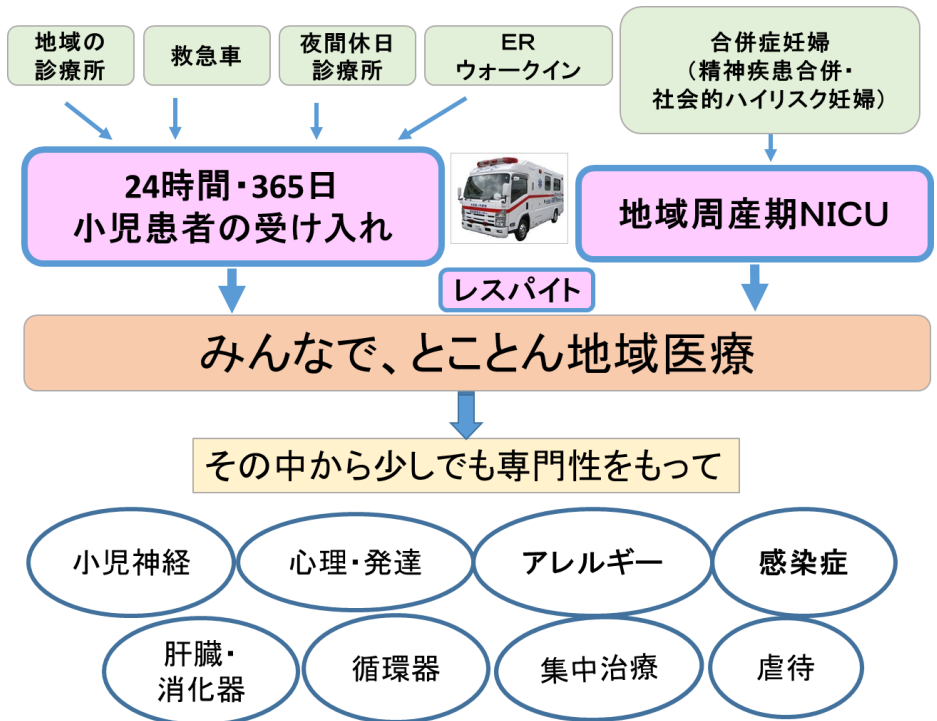 地域の
診療所
救急車
夜間休日
診療所
ER
ウォークイン
合併症妊婦
（精神疾患合併・
社会的ハイリスク妊婦）
24時間・365日
小児患者の受け入れ
地域周産期NICU
レスパイト
みんなで、とことん地域医療
その中から少しでも専門性をもって
小児神経
心理・発達
アレルギー
感染症
肝臓・
消化器
循環器
集中治療
虐待